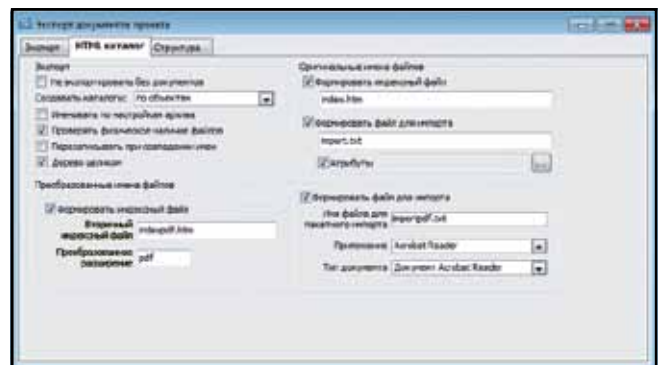 Экспорт документов проекта
Экспорт HTML каталог Структура...
Экспорт
Не экспортировать без документов
Создавать каталоги: по объектам
Именовать по настройкам архива
Проверять физическое наличие файлов
Перезаписывать при совпадении имен
Дерево целиком
Преобразованные имена файлов
Формировать индексный файл
Вторичный индексный файл indexpdf.htm
Преобразованное расширение pdf
Оригинальные имена файлов
Формировать индексный файл
index.htm
Формировать файл для импорта
import.txt
Атрибуты ...
Формировать файл для импорта
Имя файла для пакетного импорта importpdf.txt
Приложение Acrobat Reader
Тип документа Документ Acrobat Reader